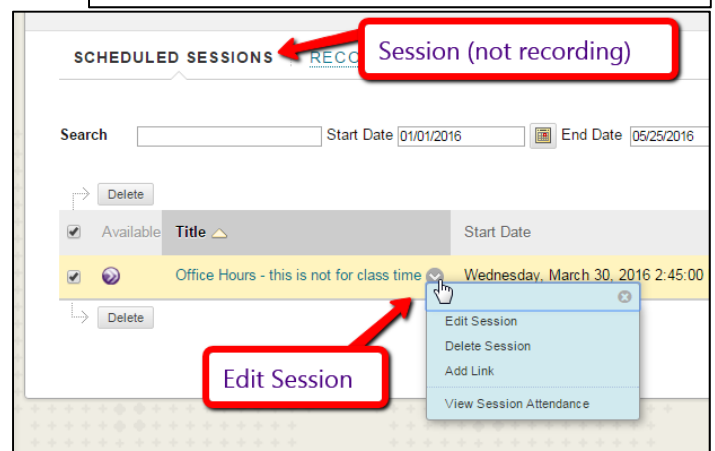 SCHEDULED SESSIONS RECO
Session (not recording)
Search Start Date 01/01/2016 End Date 05/25/2016
Delete
Available Title Start Date
Office Hours - this is not for class time Wednesday, March 30, 2016 2:45:00
Delete
Edit Session
Delete Session
Add Link
View Session Attendance
Edit Session